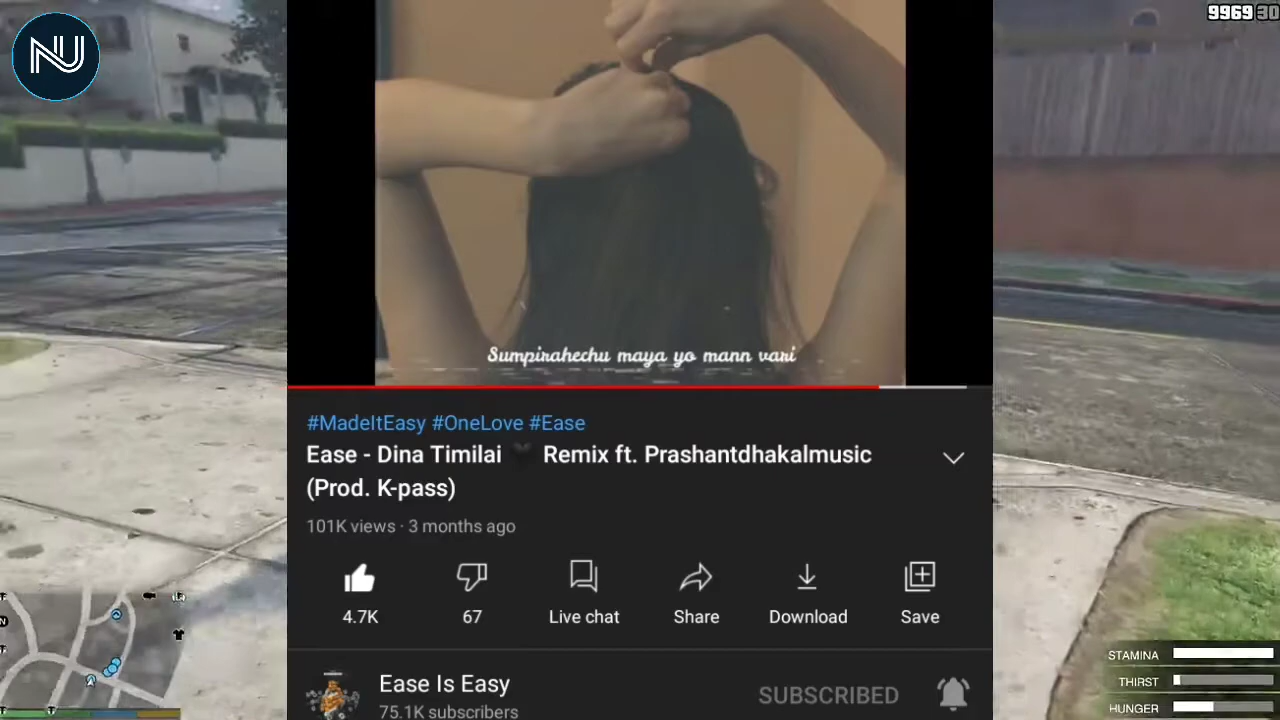 NU
9969 30
Sumpirahechu maya yo mann vari
#MadeItEasy #OneLove #Ease
Ease - Dina Timilai 🖤 Remix ft. Prashantdhakalmusic
(Prod. K-pass)
101K views · 3 months ago
4.7K 67 Live chat Share Download Save
Ease Is Easy
75.1K subscribers
SUBSCRIBED
N
STAMINA
THIRST
HUNGER